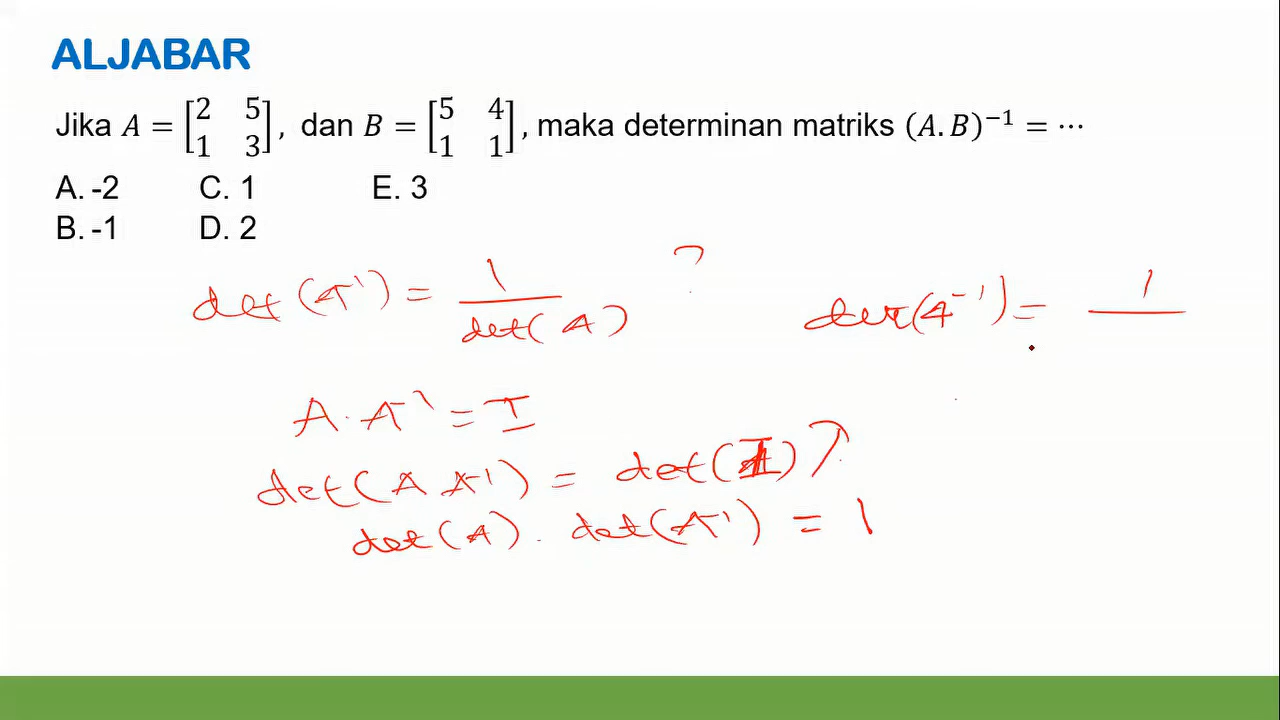 ALJABAR
Jika A = [2 5; 1 3], dan B = [5 4; 1 1], maka determinan matriks (A.B)⁻¹ = ⋯
A. -2 C. 1 E. 3
B. -1 D. 2
det(A⁻¹) = 1/det(A) ?
det(A⁻¹) = 1/
A . A⁻¹ = I
det(A A⁻¹) = det(I)
det(A) . det(A⁻¹) = 1